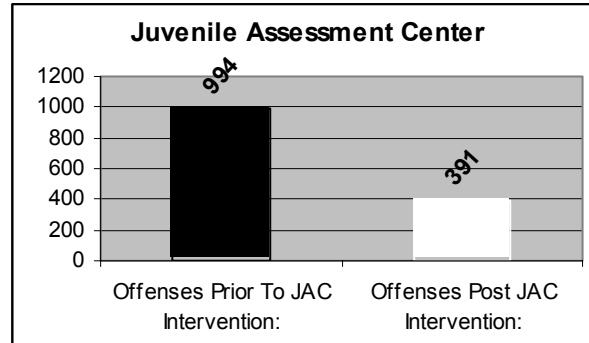 Juvenile Assessment Center
1200
1000
800
600
400
200
0
994
391
Offenses Prior To JAC
Intervention:
Offenses Post JAC
Intervention: